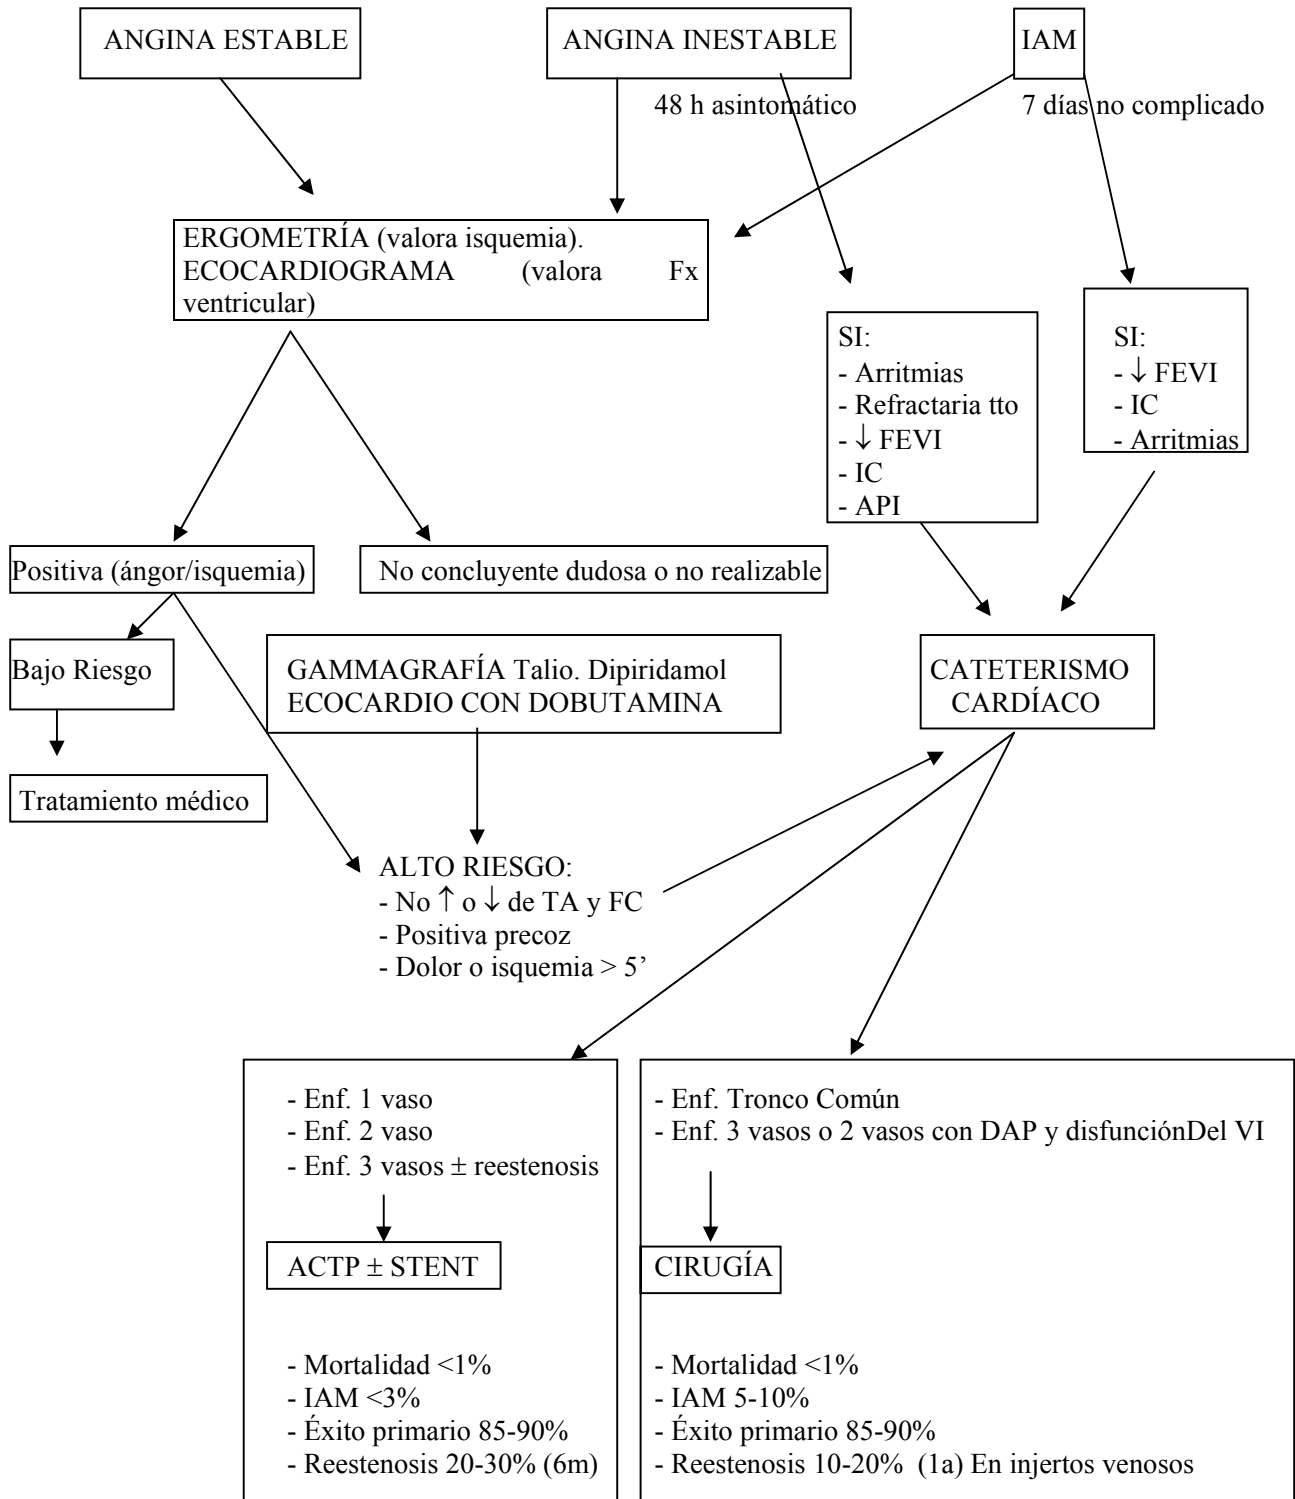 ANGINA ESTABLE
ANGINA INESTABLE
IAM
48 h asintomático
7 días no complicado
ERGOMETRÍA (valora isquemia).
ECOCARDIOGRAMA (valora Fx
ventricular)
SI:
- Arritmias
- Refractaria tto
- ↓ FEVI
- IC
- API
SI:
- ↓ FEVI
- IC
- Arritmias
Positiva (ángor/isquemia)
No concluyente dudosa o no realizable
Bajo Riesgo
GAMMAGRAFÍA Talio. Dipiridamol
ECOCARDIO CON DOBUTAMINA
CATETERISMO
CARDÍACO
Tratamiento médico
ALTO RIESGO:
- No ↑ o ↓ de TA y FC
- Positiva precoz
- Dolor o isquemia > 5’
- Enf. 1 vaso
- Enf. 2 vaso
- Enf. 3 vasos ± reestenosis
ACTP ± STENT
- Mortalidad <1%
- IAM <3%
- Éxito primario 85-90%
- Reestenosis 20-30% (6m)
- Enf. Tronco Común
- Enf. 3 vasos o 2 vasos con DAP y disfunciónDel VI
CIRUGÍA
- Mortalidad <1%
- IAM 5-10%
- Éxito primario 85-90%
- Reestenosis 10-20% (1a) En injertos venosos